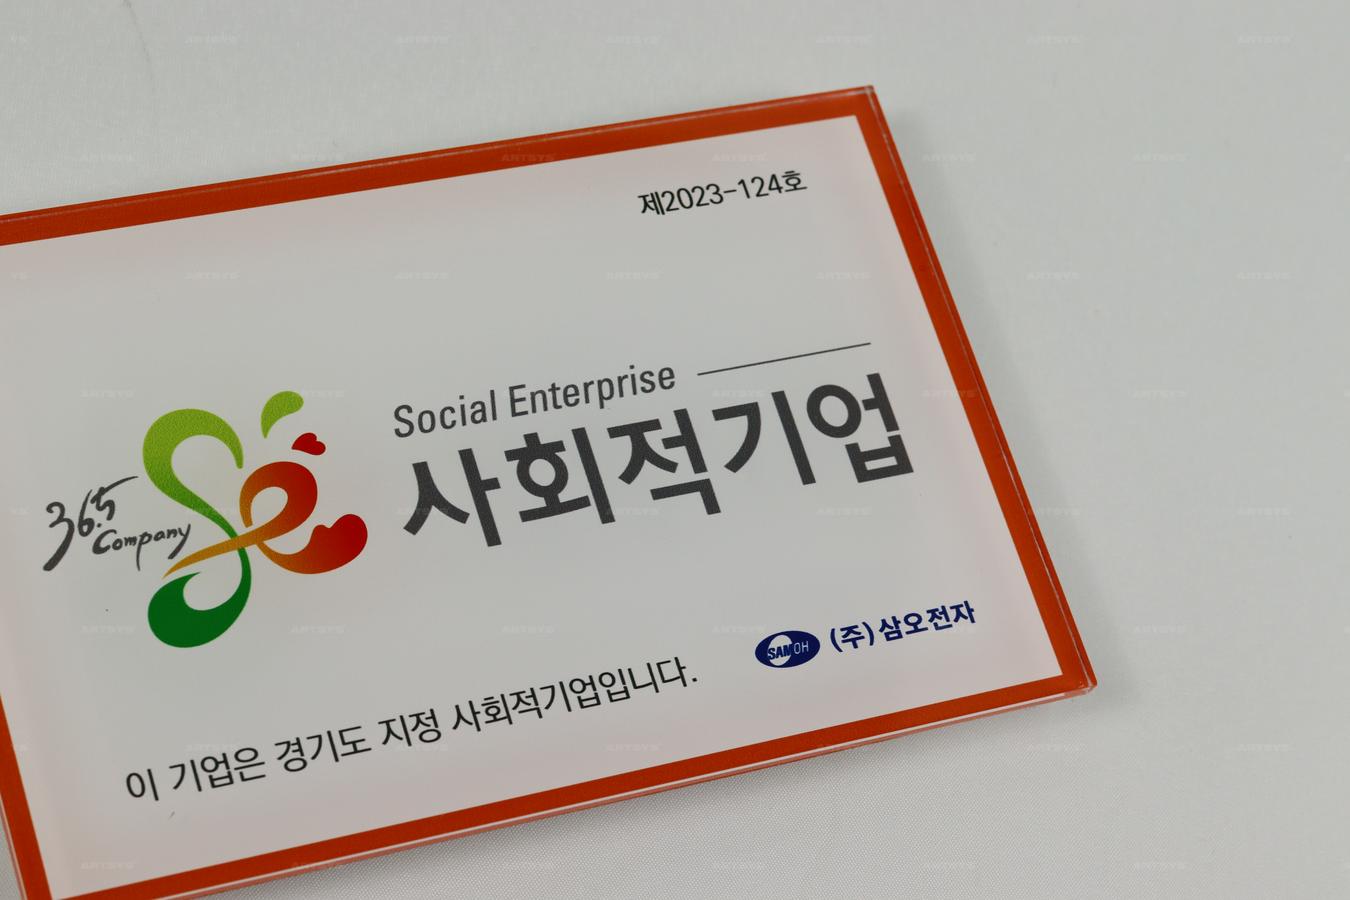 제2023-124호
Social Enterprise
사회적기업
365
Company
이 기업은 경기도 지정 사회적기업입니다.
SAMOH (주)삼오전자
ARTSYS